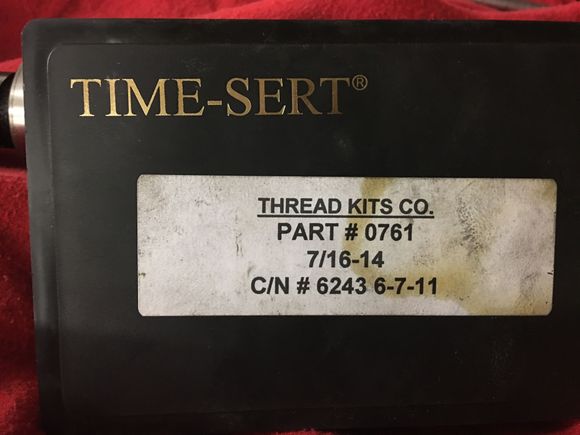 TIME-SERT®
THREAD KITS CO.
PART # 0761
7/16-14
C/N # 6243 6-7-11